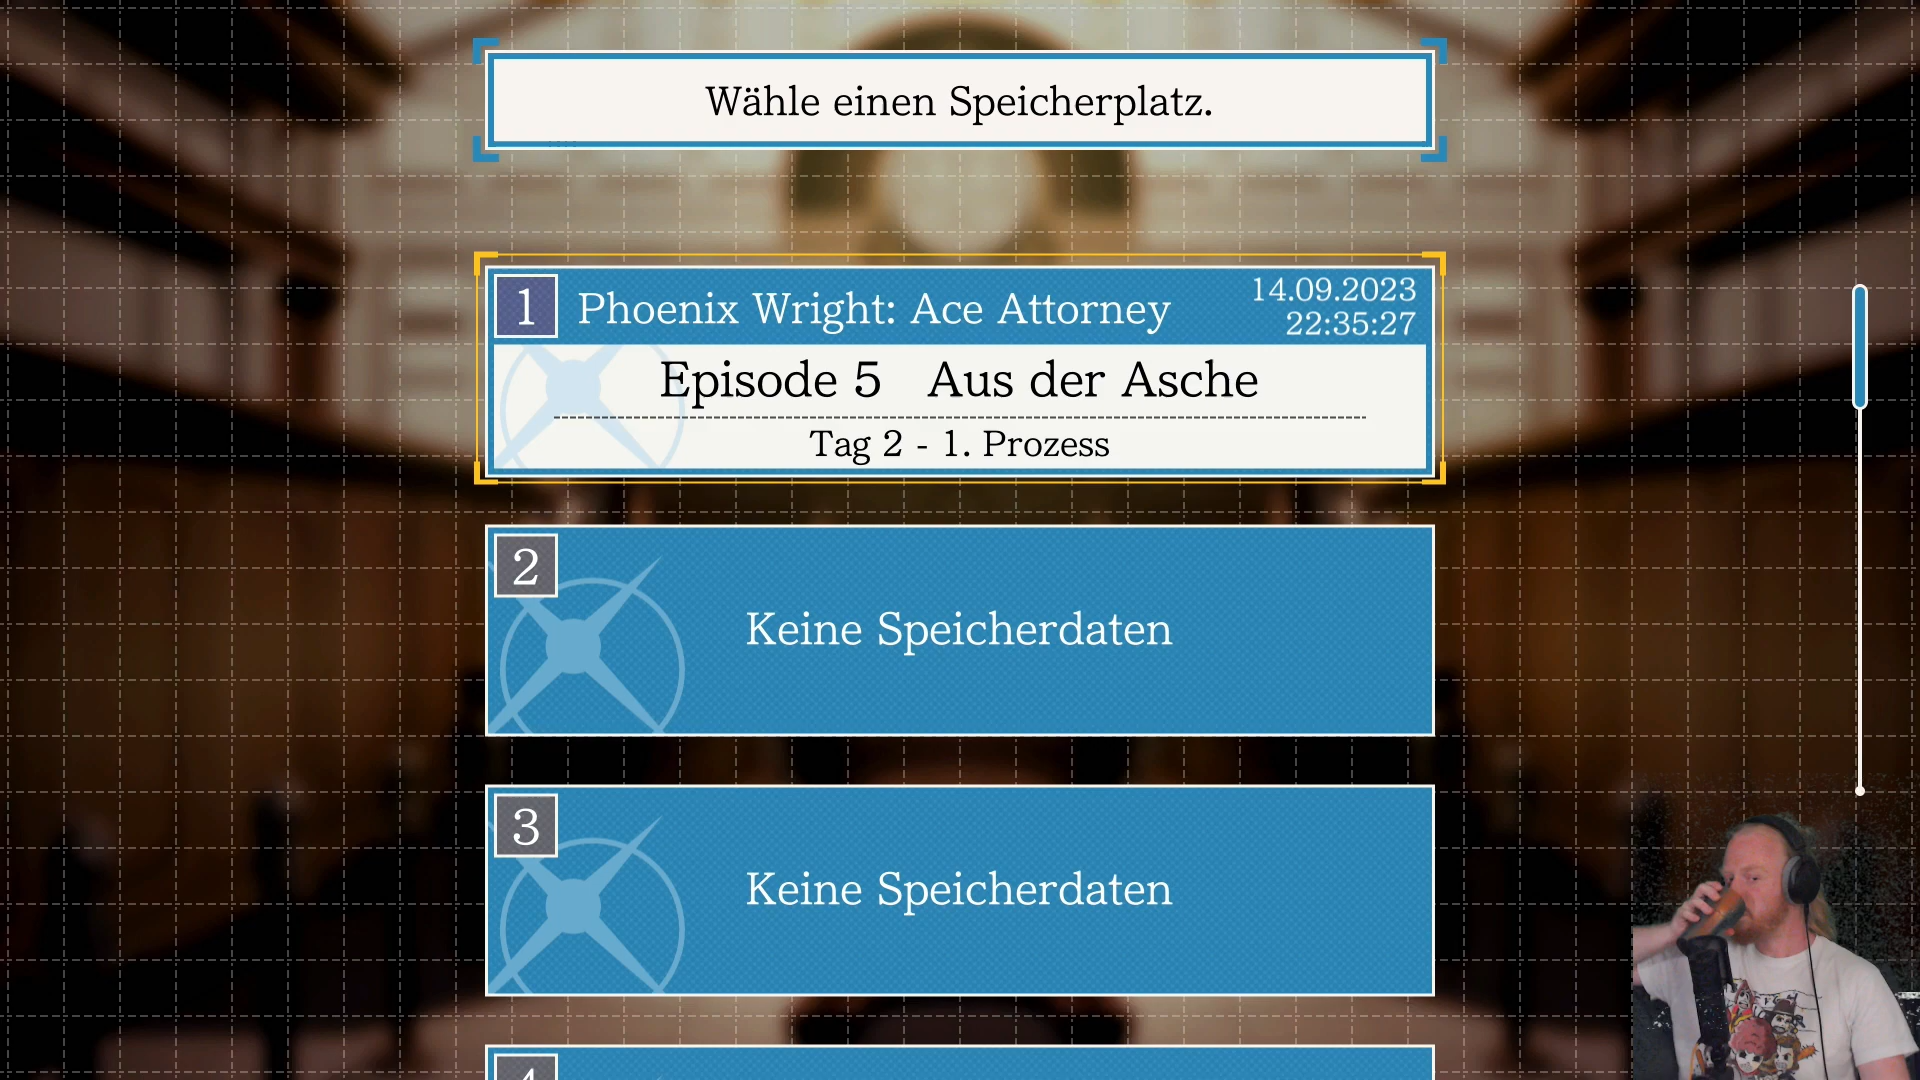 Wähle einen Speicherplatz.
1
Phoenix Wright: Ace Attorney
14.09.2023
22:35:27
Episode 5 Aus der Asche
Tag 2 - 1. Prozess
2
Keine Speicherdaten
3
Keine Speicherdaten
4